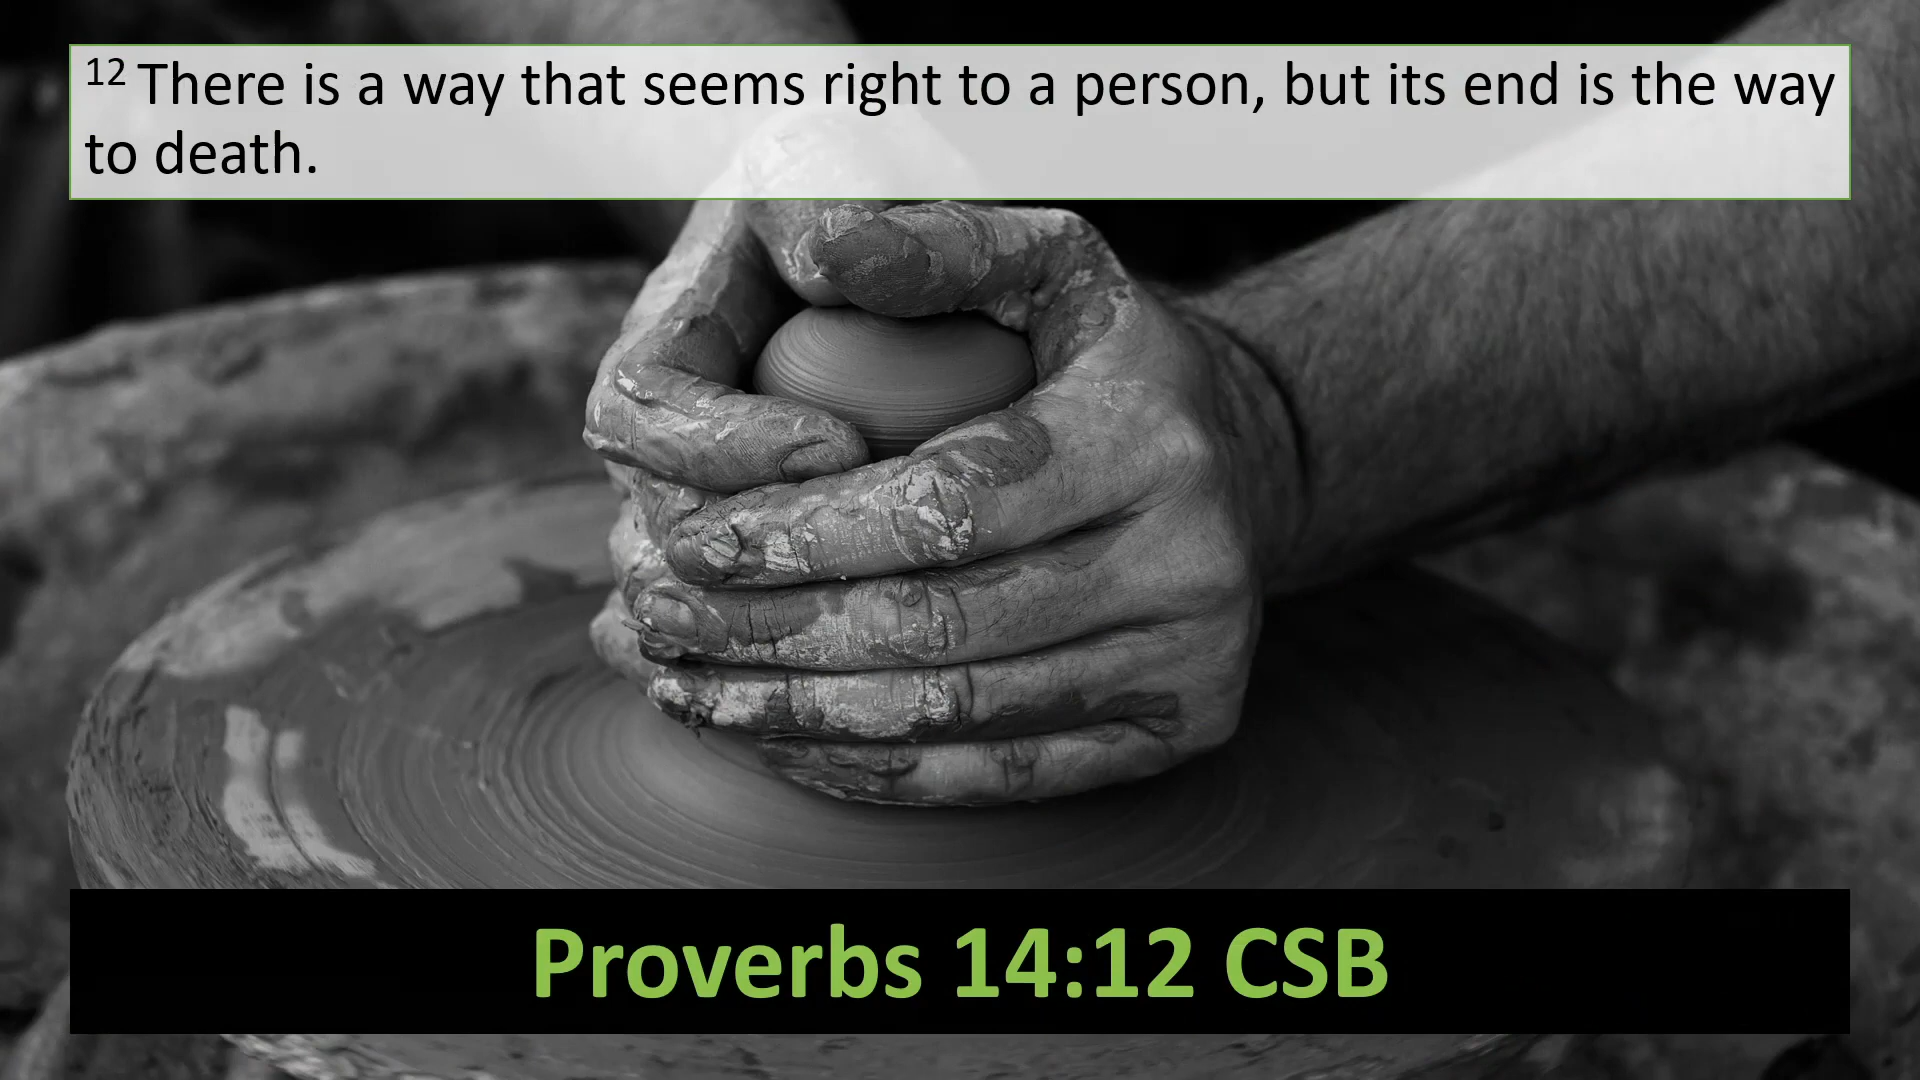 12 There is a way that seems right to a person, but its end is the way
to death.
Proverbs 14:12 CSB